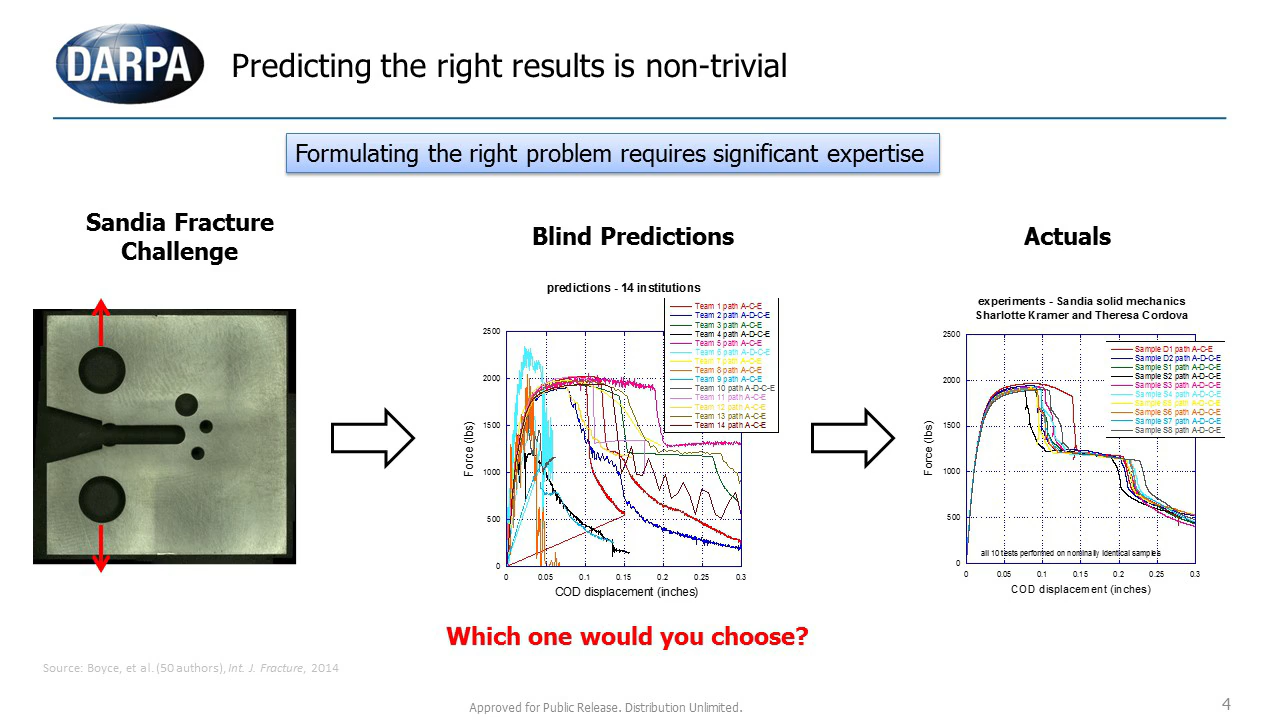 DARPA
Predicting the right results is non-trivial
Formulating the right problem requires significant expertise
Sandia Fracture
Challenge
Blind Predictions
Actuals
predictions - 14 institutions
Team 1 path A-C-E
Team 2 path A-D-C-E
Team 3 path A-C-E
Team 4 path A-D-C-E
Team 5 path A-C-E
Team 6 path A-D-C-E
Team 7 path A-C-E
Team 8 path A-C-E
Team 9 path A-C-E
Team 10 path A-D-C-E
Team 11 path A-C-E
Team 12 path A-C-E
Team 13 path A-C-E
Team 14 path A-C-E
2500
2000
1500
1000
500
0
Force (lbs)
0 0.05 0.1 0.15 0.2 0.25 0.3
COD displacement (inches)
experiments - Sandia solid mechanics
Sharlotte Kramer and Theresa Cordova
Sample D1 path A-C-E
Sample D2 path A-D-C-E
Sample S1 path A-D-C-E
Sample S2 path A-D-C-E
Sample S3 path A-D-C-E
Sample S4 path A-D-C-E
Sample S5 path A-D-C-E
Sample S6 path A-D-C-E
Sample S7 path A-D-C-E
Sample S8 path A-D-C-E
2500
2000
1500
1000
500
0
Force (lbs)
all 10 tests performed on nominally identical samples
0 0.05 0.1 0.15 0.2 0.25 0.3
COD displacement (inches)
Which one would you choose?
Source: Boyce, et al. (50 authors), Int. J. Fracture, 2014
Approved for Public Release. Distribution Unlimited.
4